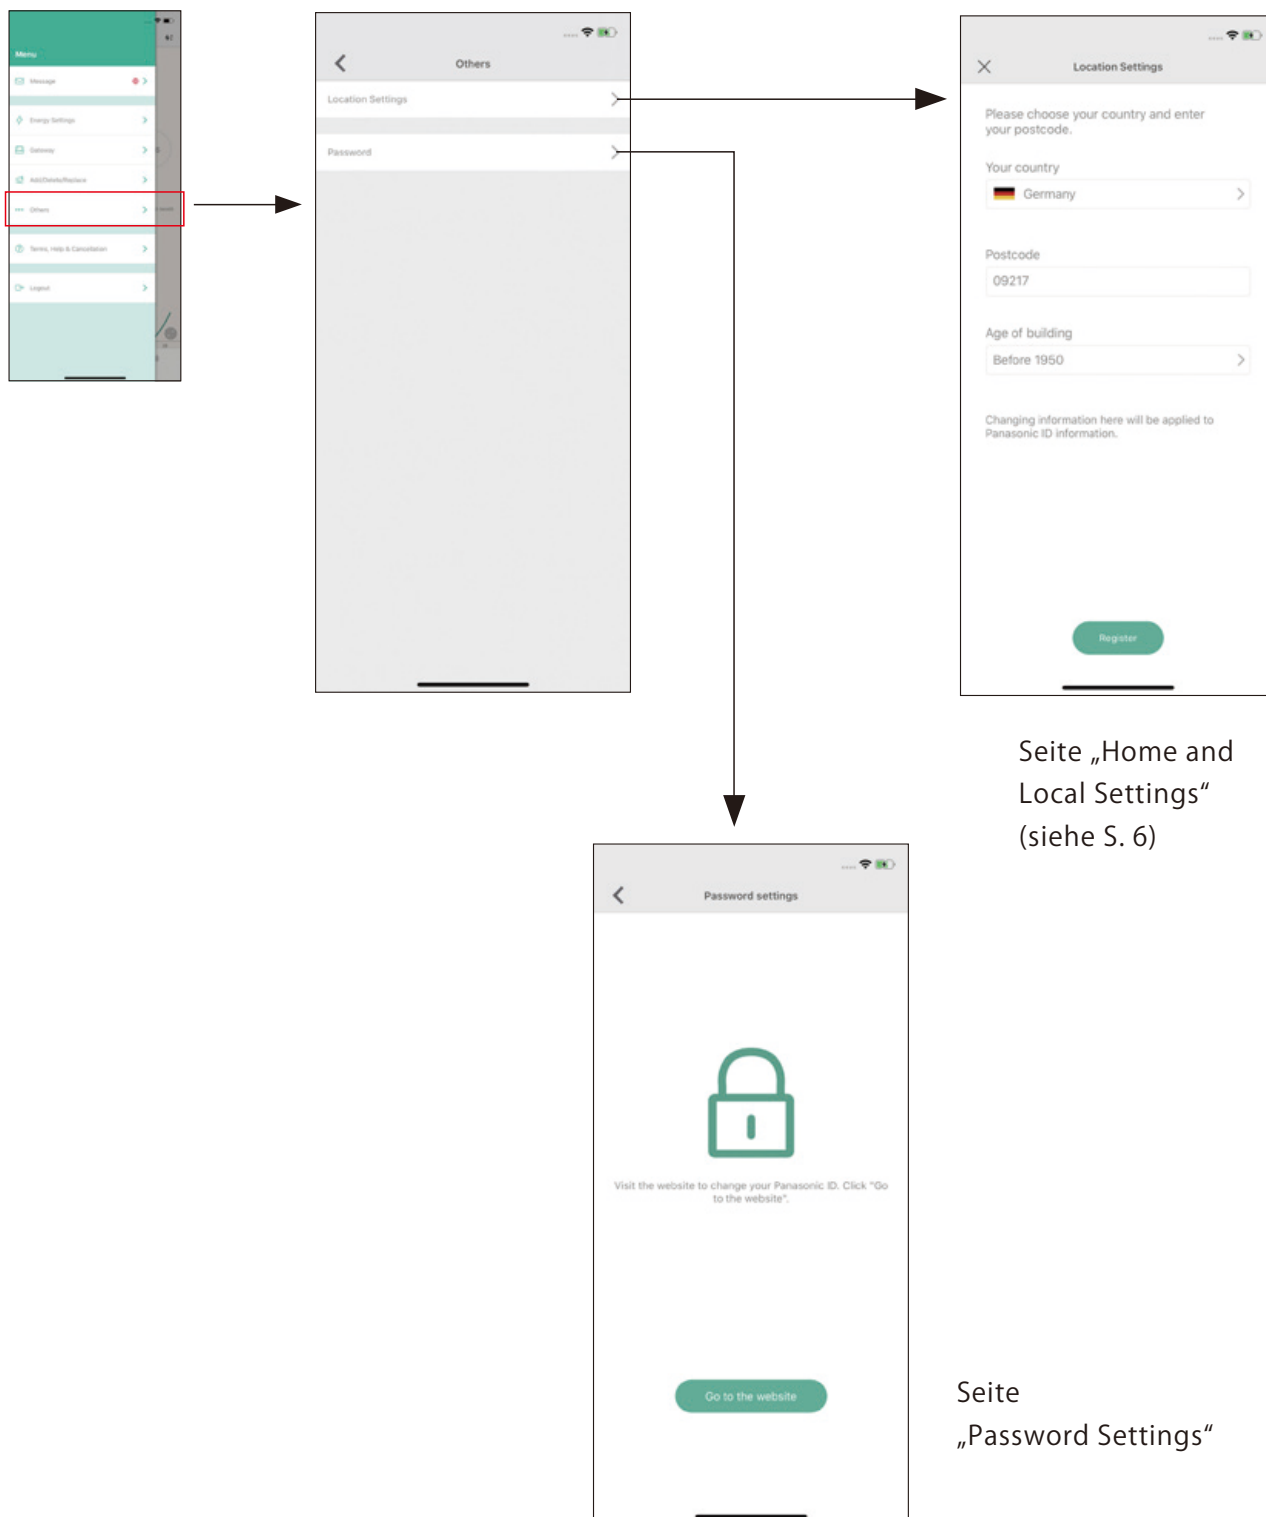 Menu
Message
Energy Settings
Gateway
Add/Delete/Replace
Others
Terms, Help & Cancellation
Logout
Others
Location Settings
Password
Location Settings
Please choose your country and enter
your postcode.
Your country
Germany
Postcode
09217
Age of building
Before 1950
Changing information here will be applied to
Panasonic ID information.
Register
Seite „Home and
Local Settings“
(siehe S. 6)
Password settings
Visit the website to change your Panasonic ID. Click "Go
to the website".
Go to the website
Seite
„Password Settings“